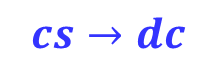 cs → dc